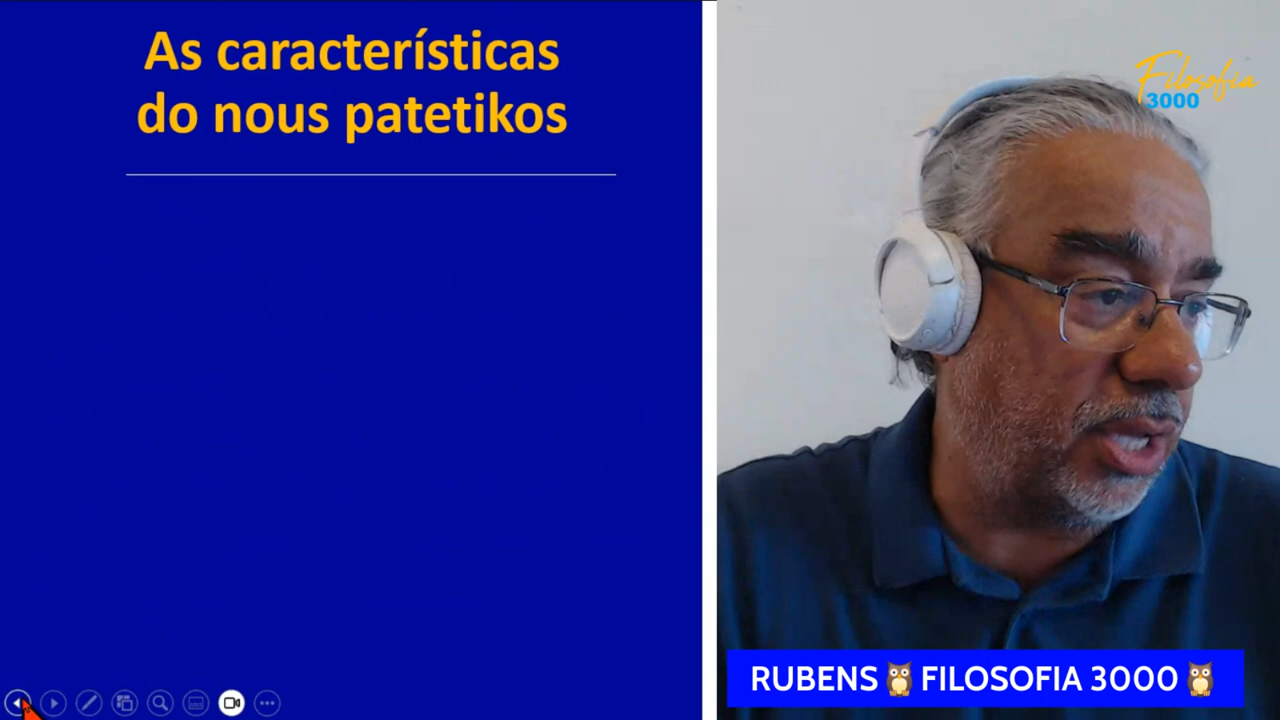 As características
do nous patetikos
Filosofia
3000
RUBENS🦉FILOSOFIA 3000🦉